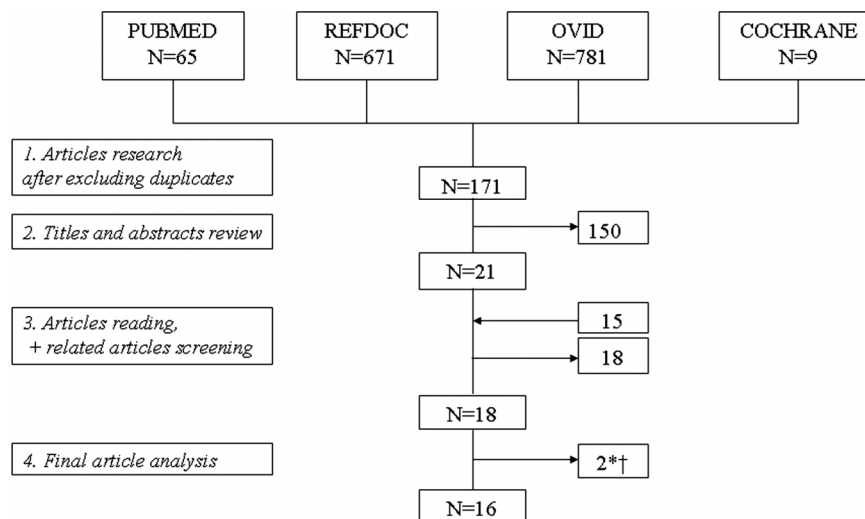 PUBMED
N=65
REFDOC
N=671
OVID
N=781
COCHRANE
N=9
1. Articles research
after excluding duplicates
N=171
2. Titles and abstracts review
150
N=21
3. Articles reading,
+ related articles screening
15
18
N=18
4. Final article analysis
2*†
N=16